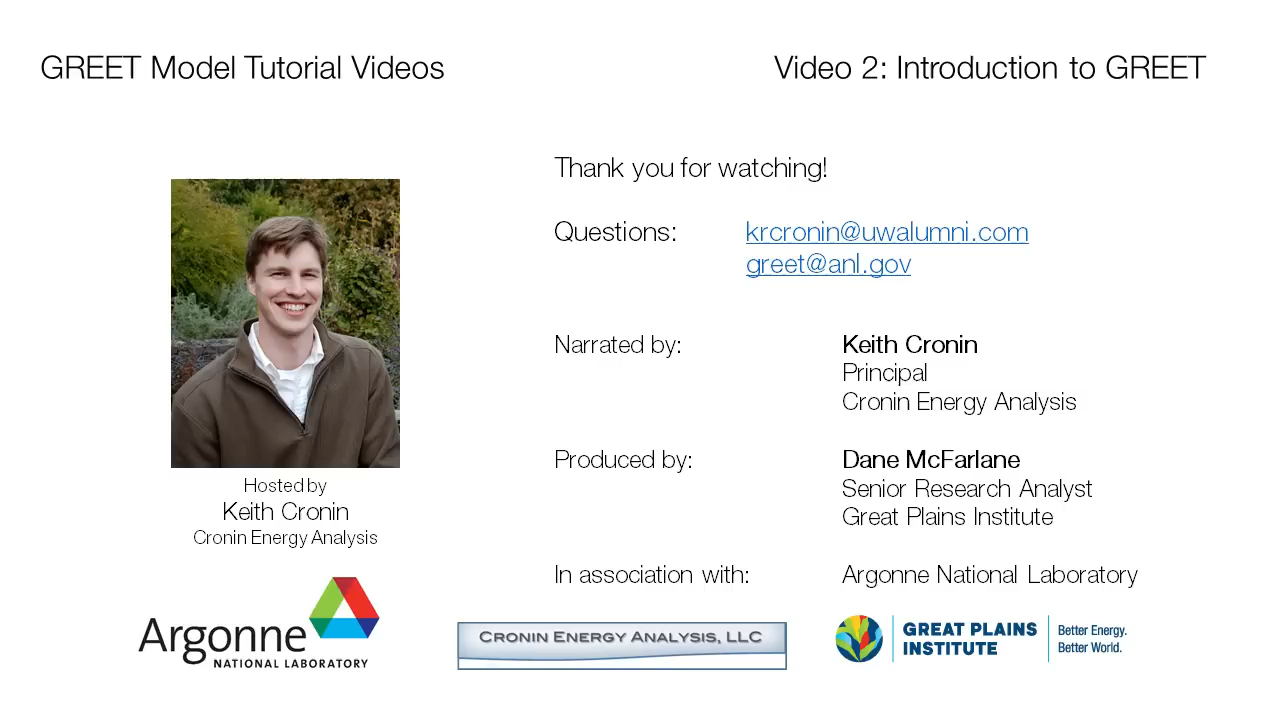 GREET Model Tutorial Videos
Video 2: Introduction to GREET
Thank you for watching!
Questions: krcronin@uwalumni.com
greet@anl.gov
Narrated by: Keith Cronin
Principal
Cronin Energy Analysis
Produced by: Dane McFarlane
Senior Research Analyst
Great Plains Institute
In association with: Argonne National Laboratory
Hosted by
Keith Cronin
Cronin Energy Analysis
Argonne
NATIONAL LABORATORY
CRONIN ENERGY ANALYSIS, LLC
GREAT PLAINS
INSTITUTE
Better Energy.
Better World.